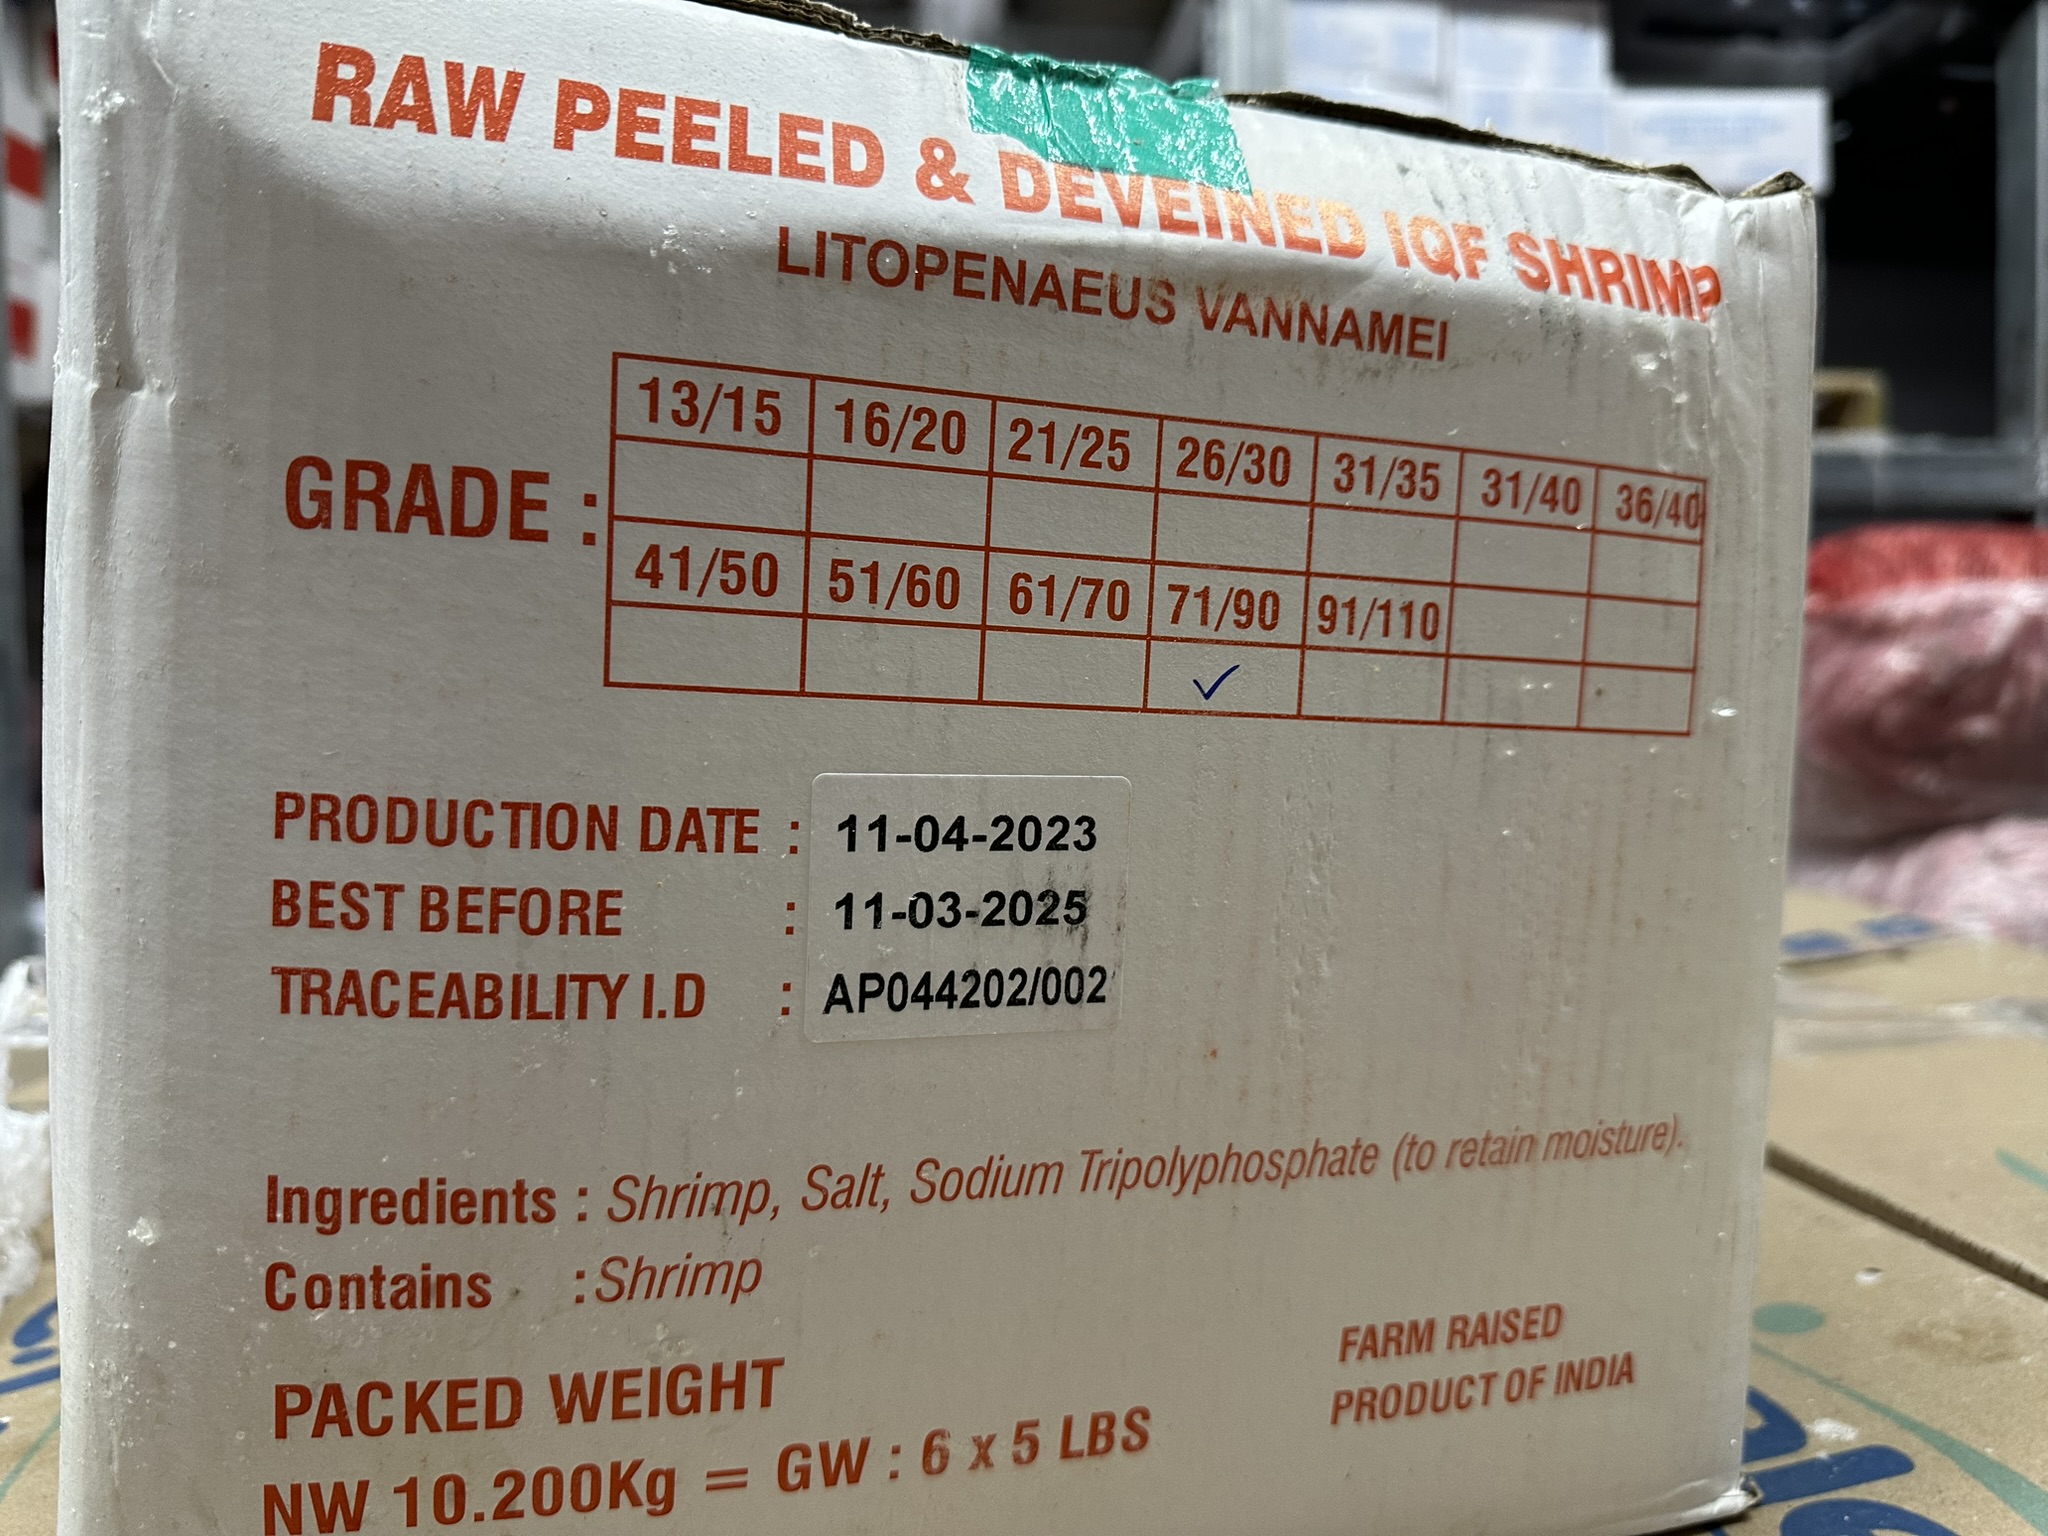 RAW PEELED & DEVEINED IQF SHRIMP
LITOPENAEUS VANNAMEI
GRADE :
13/15 16/20 21/25 26/30 31/35 31/40 36/40
41/50 51/60 61/70 71/90 91/110
✓
PRODUCTION DATE : 11-04-2023
BEST BEFORE : 11-03-2025
TRACEABILITY I.D : AP044202/002
Ingredients : Shrimp, Salt, Sodium Tripolyphosphate (to retain moisture).
Contains : Shrimp
PACKED WEIGHT
NW 10.200Kg = GW : 6 x 5 LBS
FARM RAISED
PRODUCT OF INDIA